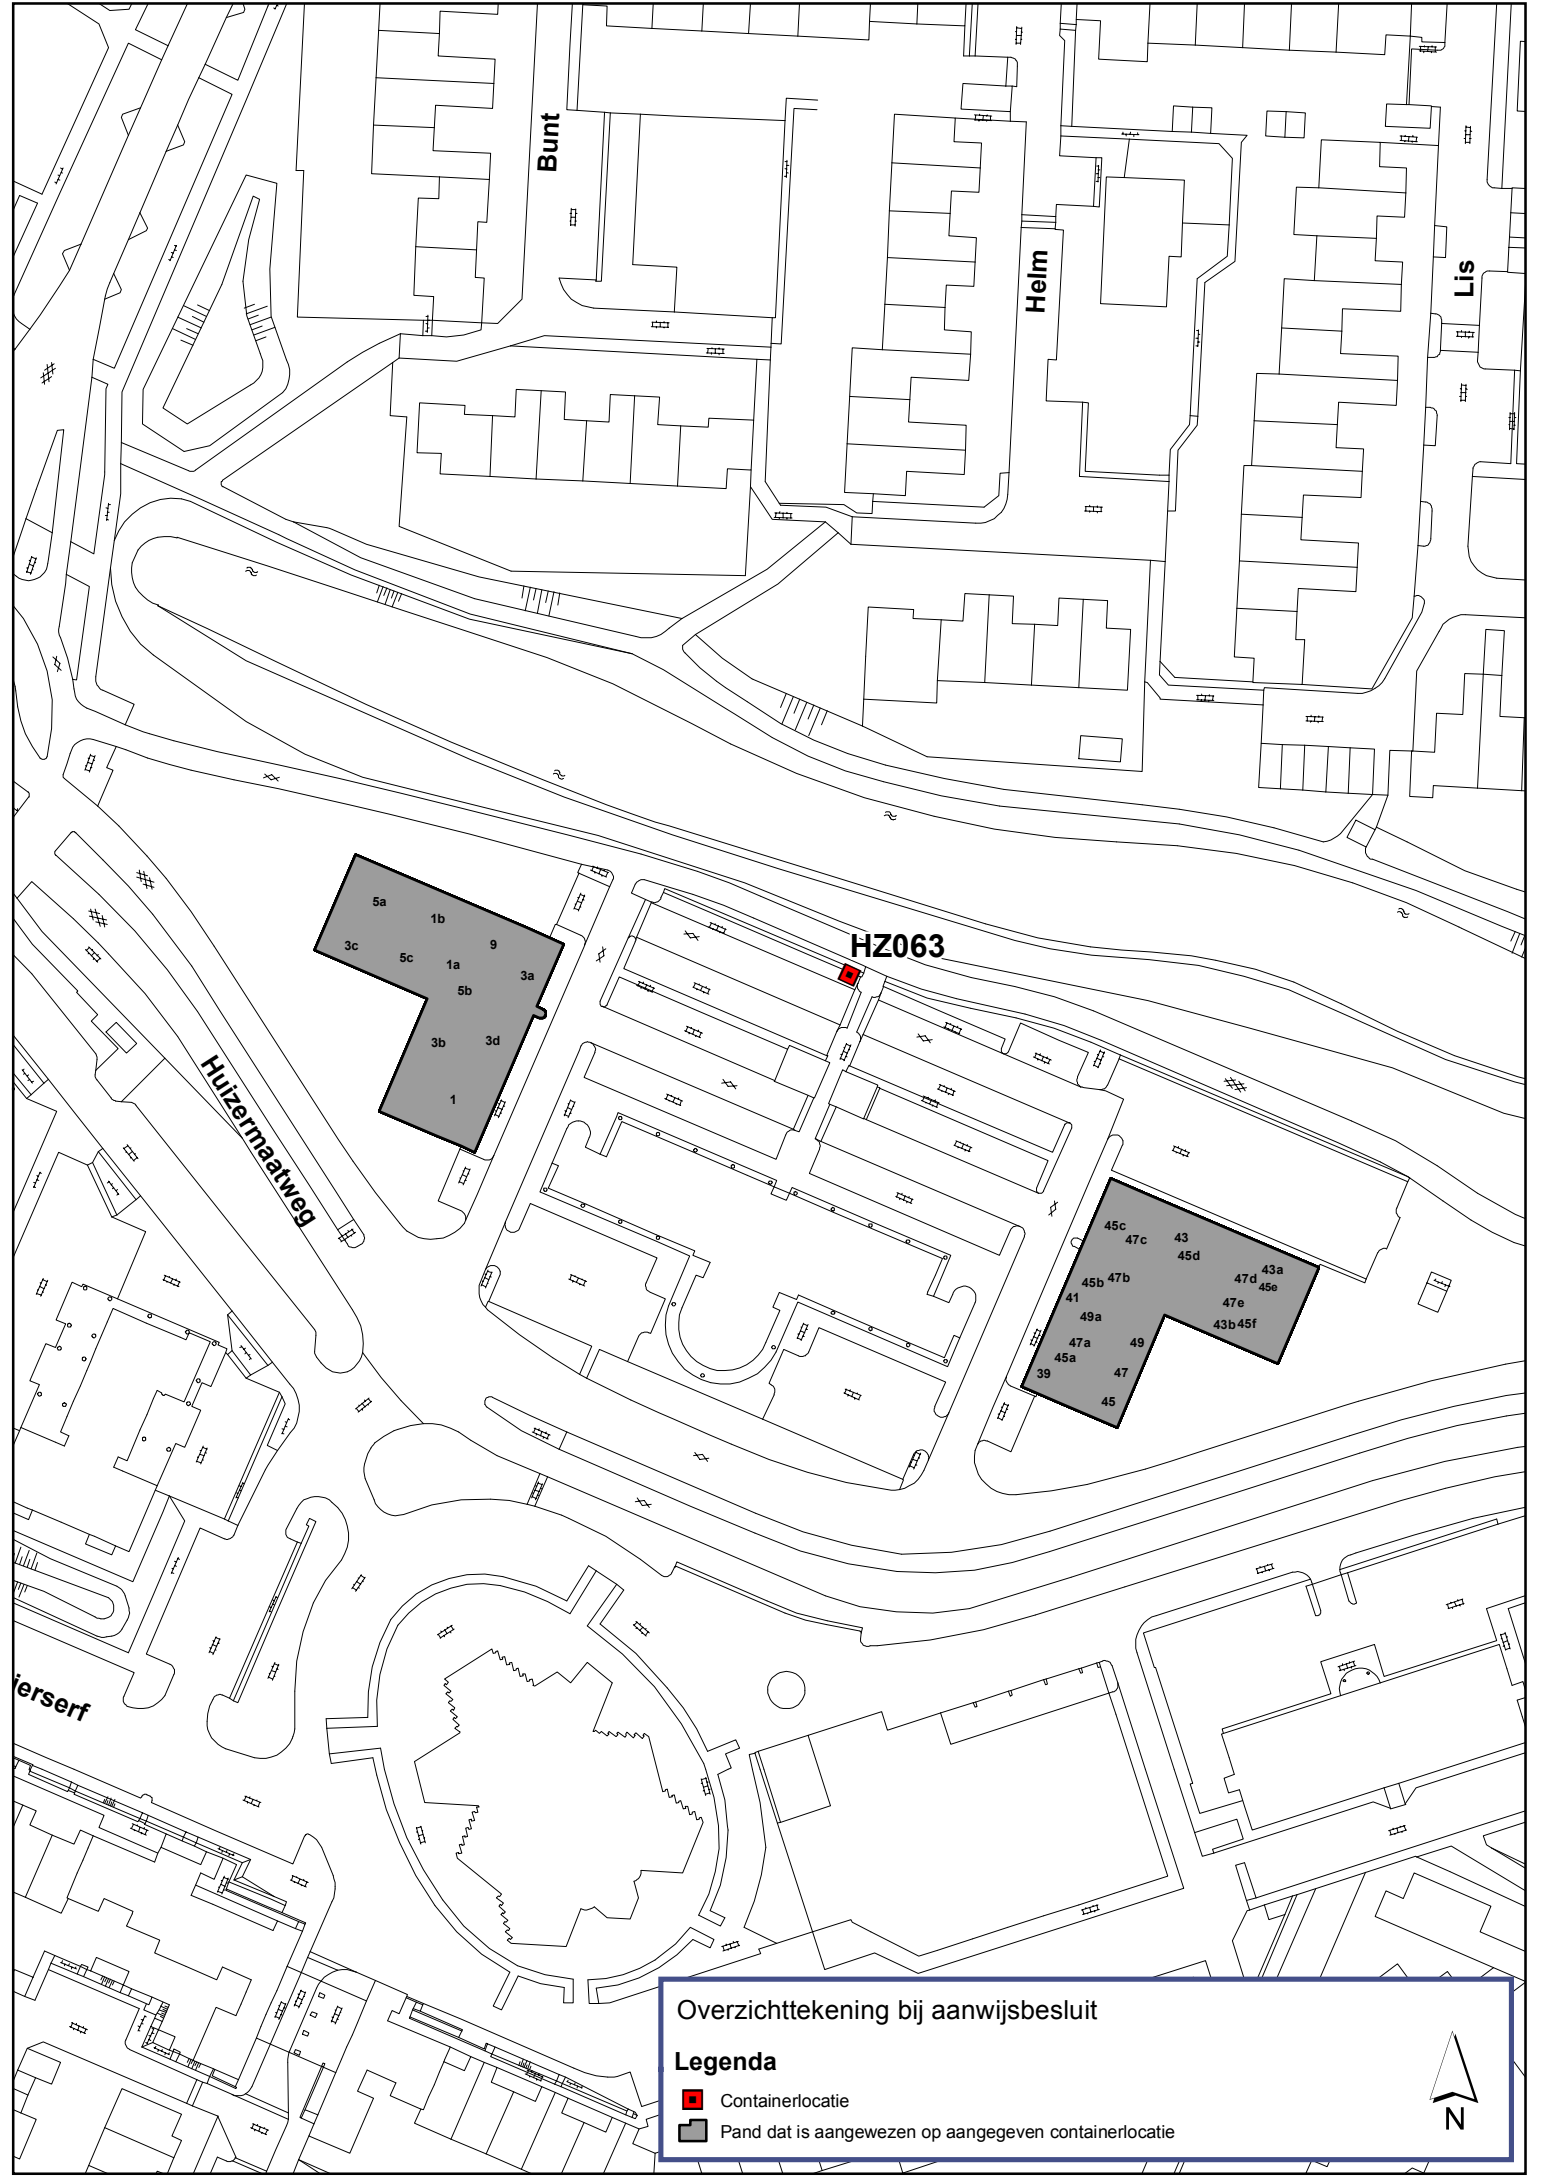 Bunt
Helm
Lis
HZ063
5a
1b
9
3c
5c
1a
3a
5b
3b
3d
1
Huizermaatweg
45c
47c
43
45d
43a
47d
45e
45b
47b
41
47e
49a
43b
45f
47a
49
45a
39
47
45
ierserf
Overzichttekening bij aanwijsbesluit
Legenda
Containerlocatie
Pand dat is aangewezen op aangegeven containerlocatie
N